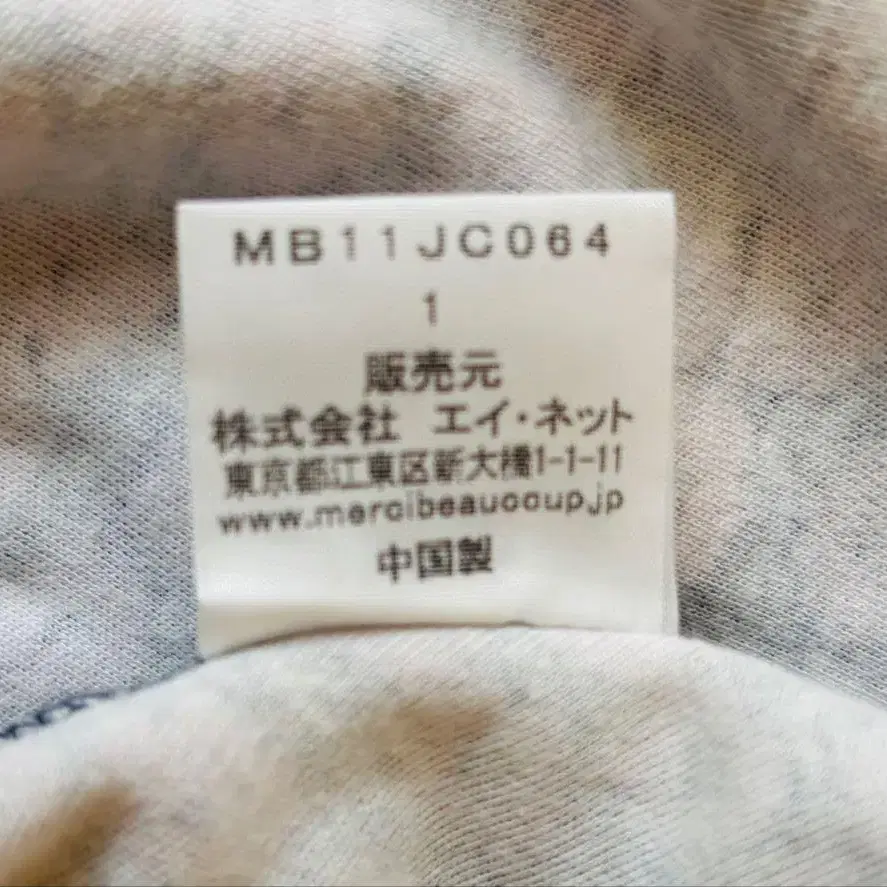 MB11JC064
1
販売元
株式会社 エイ・ネット
東京都江東区新大橋1-1-11
www.mercibeaucoup.jp
中国製